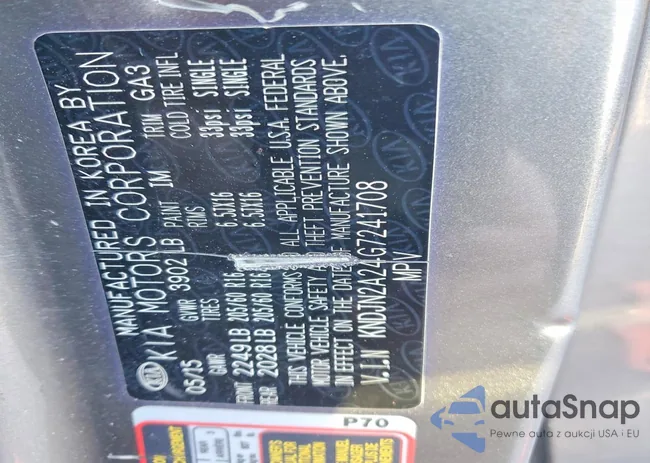 MANUFACTURED IN KOREA BY
KIA KIA MOTORS CORPORATION
05/15 GVWR 3902 LB PAINT 1M TRIM GA3
GAWR TIRES RIMS COLD TIRE INFL
FRONT 2249LB 205/60 R16 6.5JX16 33psi SINGLE
REAR 2028LB 205/60 R16 6.5JX16 33psi SINGLE
THIS VEHICLE CONFORMS ALL APPLICABLE U.S.A. FEDERAL
MOTOR VEHICLE SAFETY THEFT PREVENTION STANDARDS
IN EFFECT ON THE DATE OF MANUFACTURE SHOWN ABOVE.
V.I.N KNDJN2A24G7241708
MPV
P70
autaSnap
Pewne auta z aukcji USA i EU